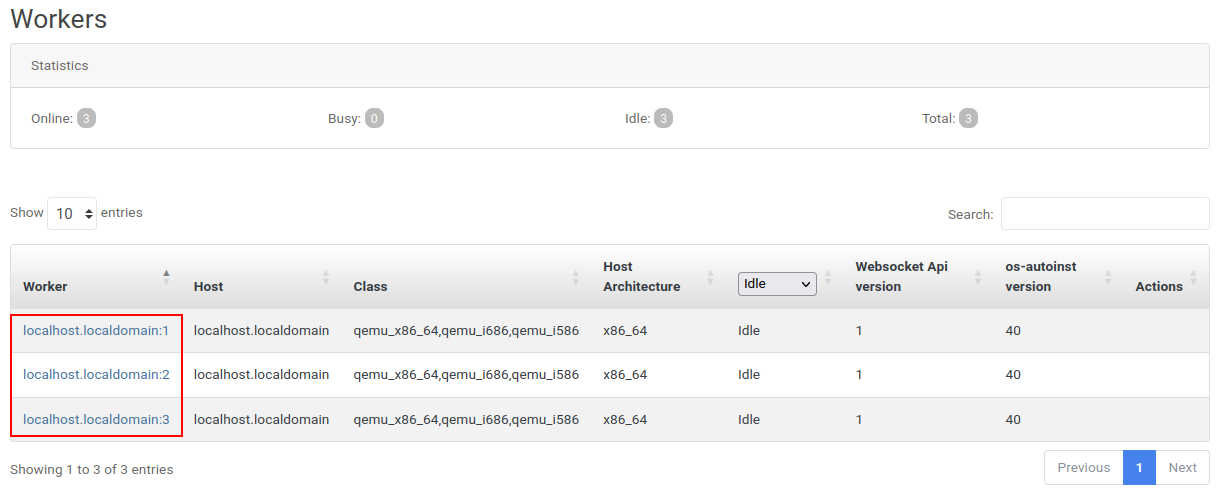 Workers
Statistics
Online: 3 Busy: 0 Idle: 3 Total: 3
Show 10 entries Search:
Worker Host Class Host Architecture Idle Websocket Api version os-autoinst version Actions
localhost.localdomain:1 localhost.localdomain qemu_x86_64,qemu_i686,qemu_i586 x86_64 Idle 1 40
localhost.localdomain:2 localhost.localdomain qemu_x86_64,qemu_i686,qemu_i586 x86_64 Idle 1 40
localhost.localdomain:3 localhost.localdomain qemu_x86_64,qemu_i686,qemu_i586 x86_64 Idle 1 40
Showing 1 to 3 of 3 entries Previous 1 Next